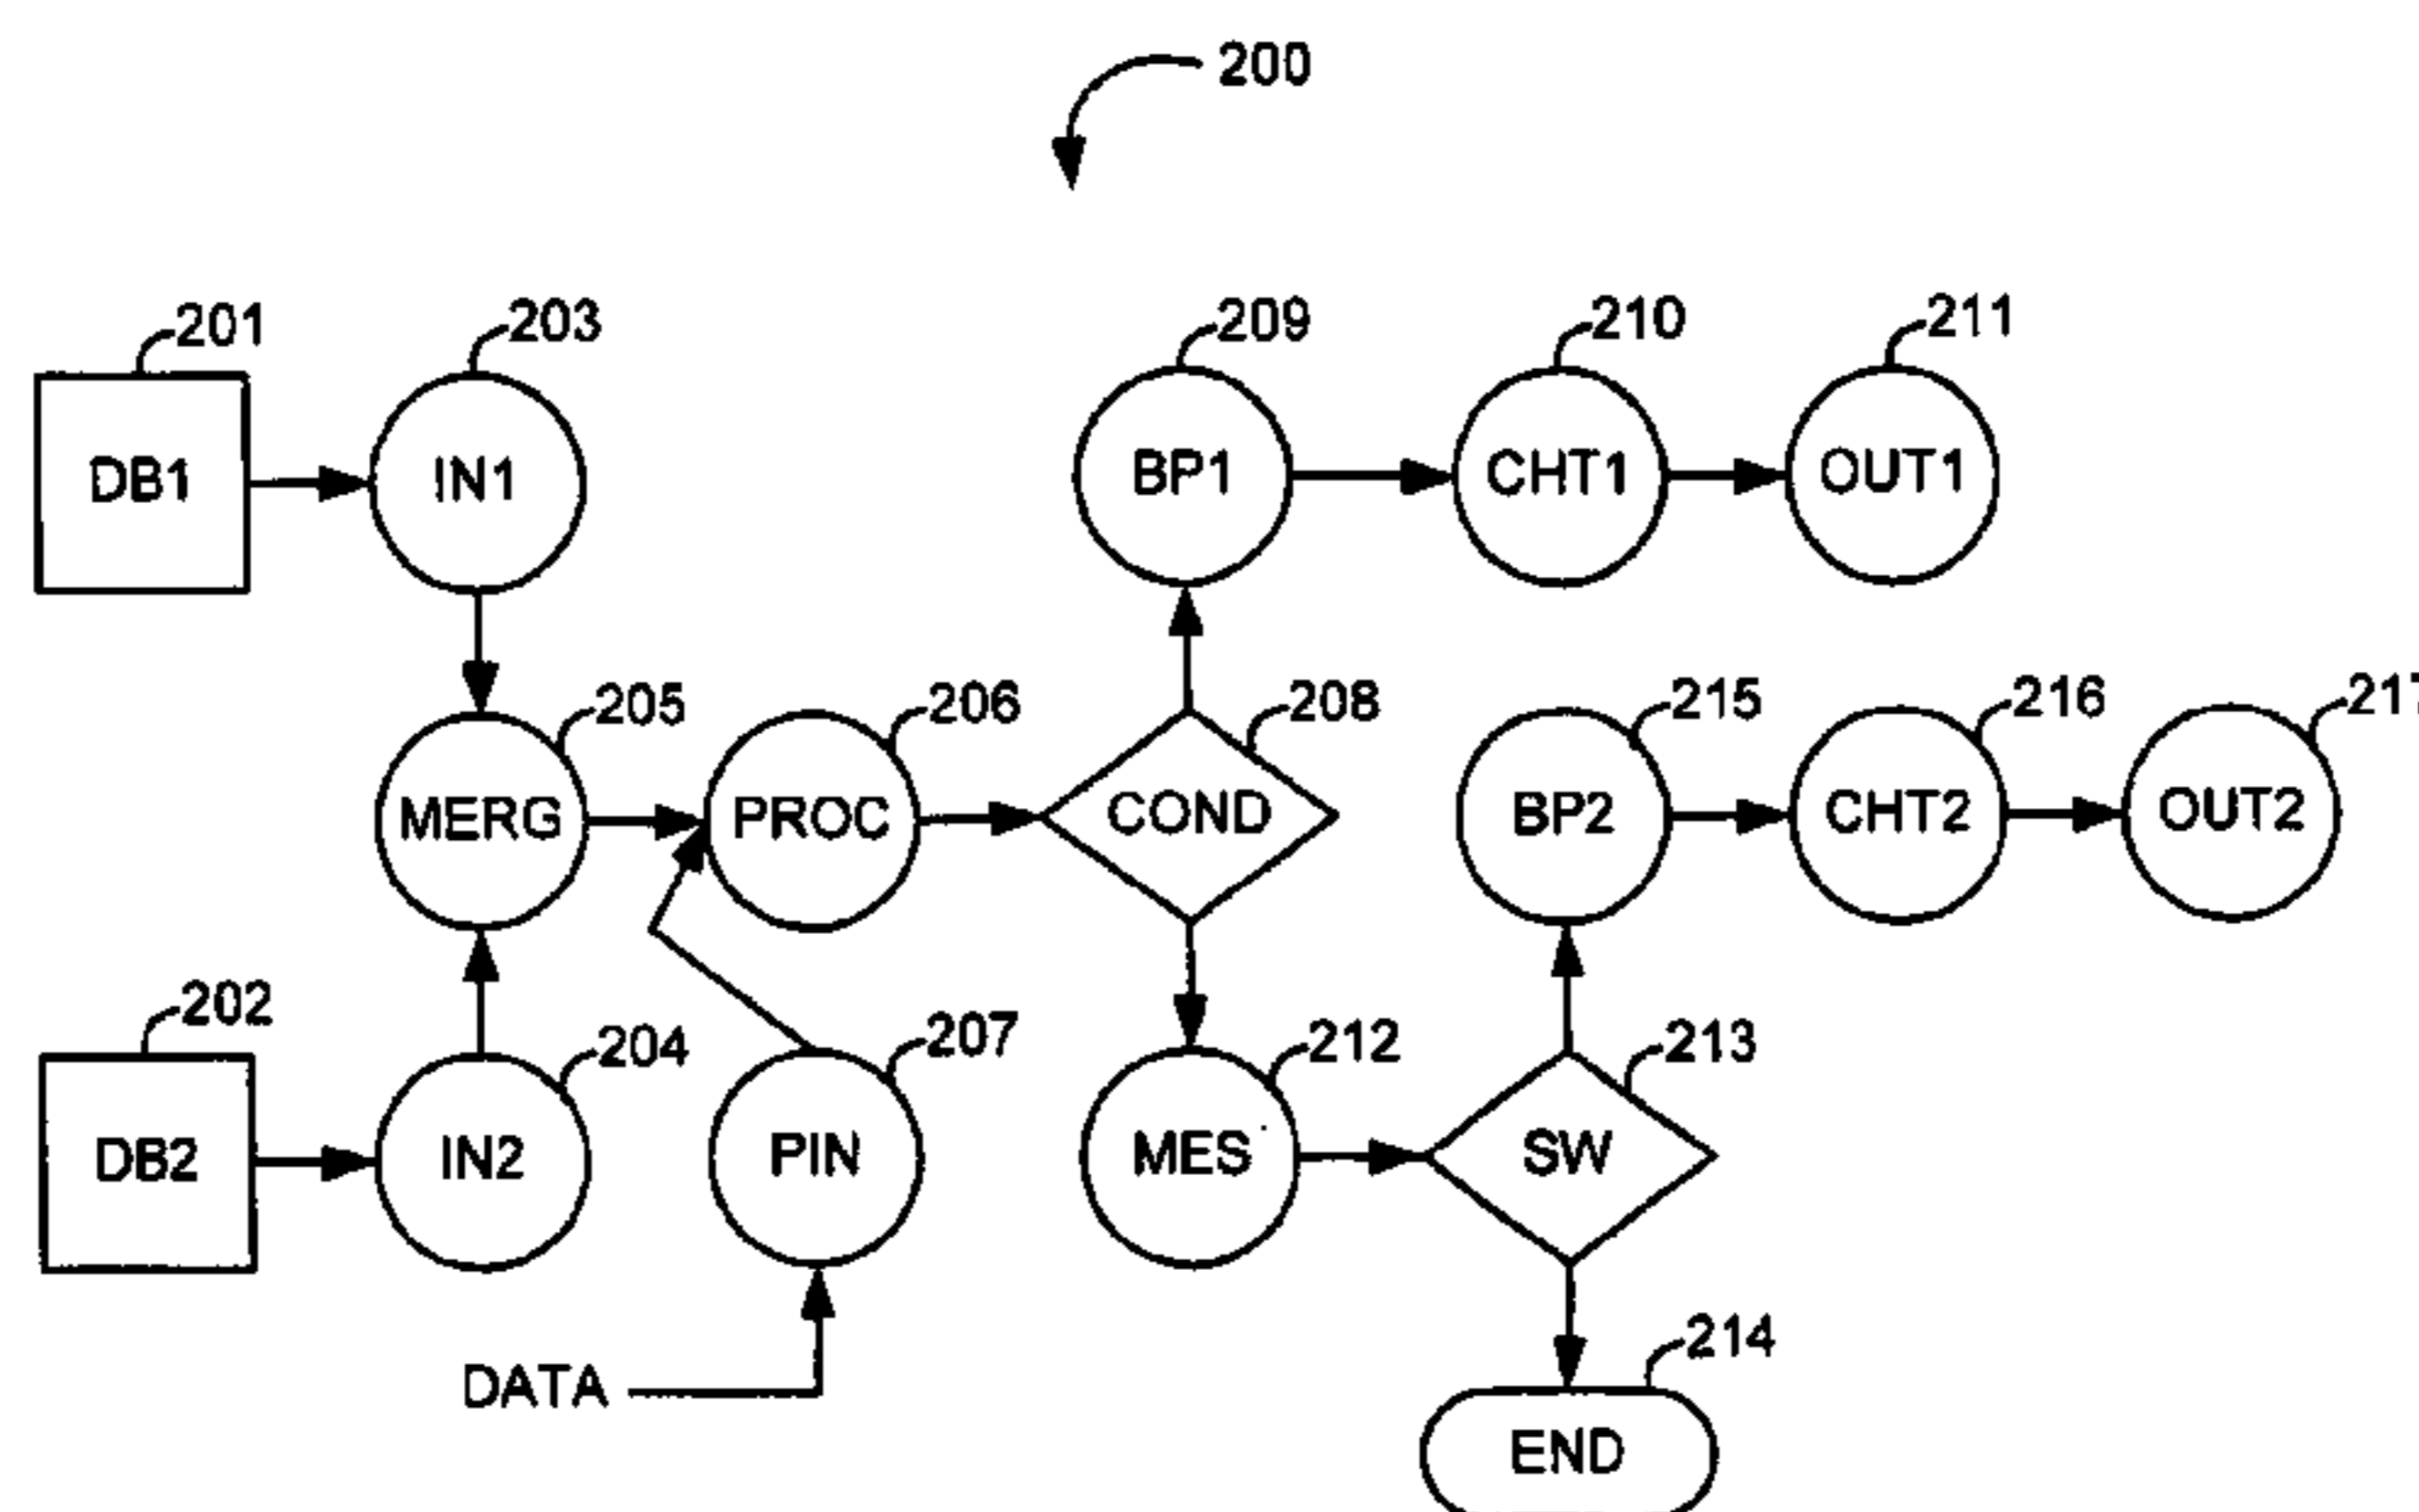 200
201
203
209
210
211
DB1
IN1
BP1
CHT1
OUT1
205
206
208
215
216
217
MERG
PROC
COND
BP2
CHT2
OUT2
202
204
207
212
213
DB2
IN2
PIN
MES
SW
DATA
214
END